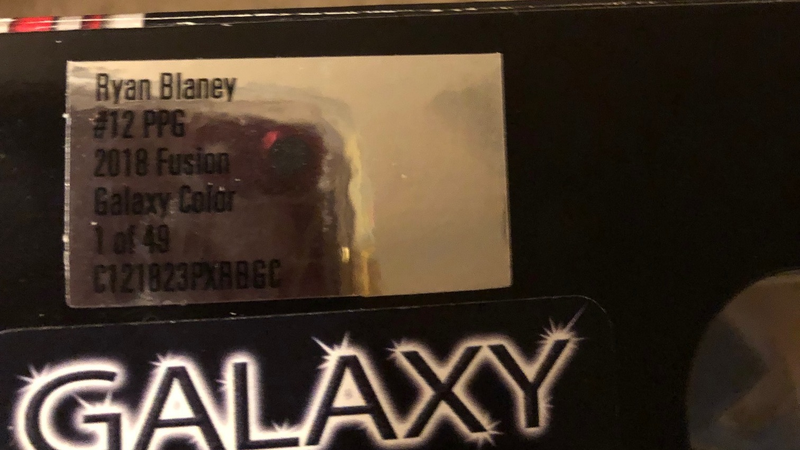 Ryan Blaney
#12 PPG
2018 Fusion
Galaxy Color
1 of 49
C121823PXRBGC
GALAXY